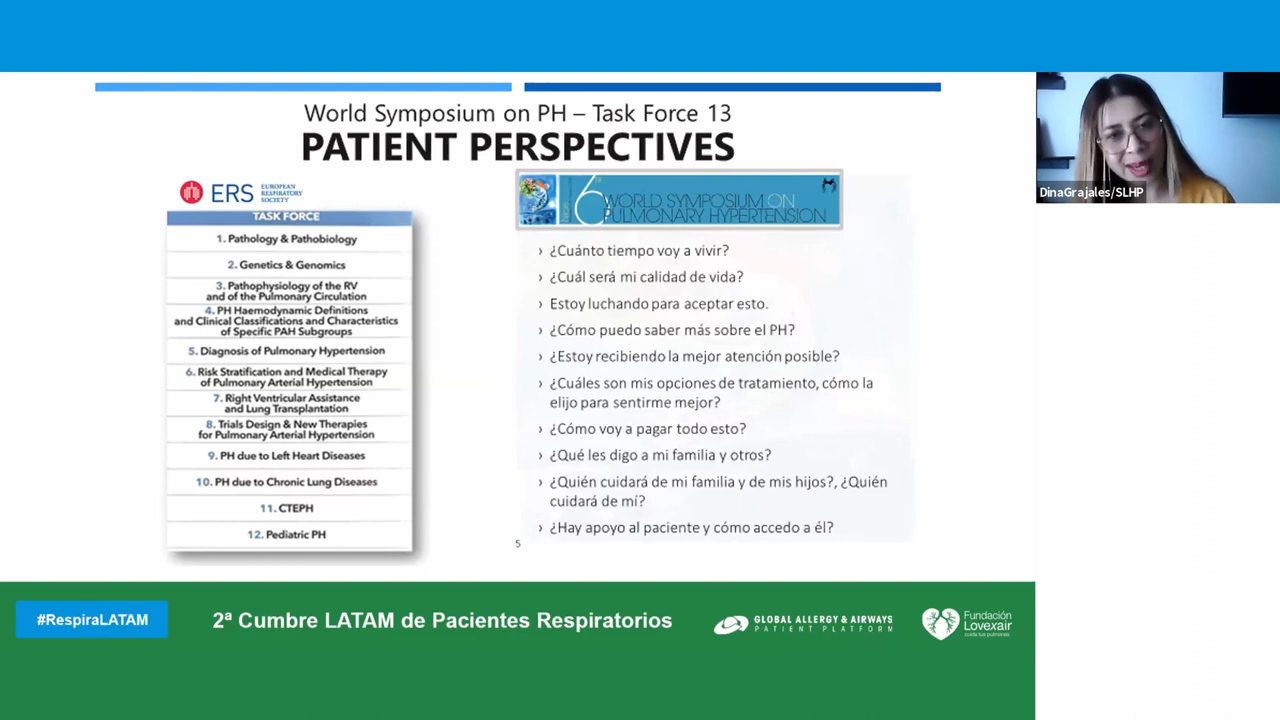 World Symposium on PH – Task Force 13
PATIENT PERSPECTIVES
ERS EUROPEAN
RESPIRATORY
SOCIETY
TASK FORCE
1. Pathology & Pathobiology
2. Genetics & Genomics
3. Pathophysiology of the RV
and of the Pulmonary Circulation
4. PH Haemodynamic Definitions
and Clinical Classifications and Characteristics
of Specific PAH Subgroups
5. Diagnosis of Pulmonary Hypertension
6. Risk Stratification and Medical Therapy
of Pulmonary Arterial Hypertension
7. Right Ventricular Assistance
and Lung Transplantation
8. Trials Design & New Therapies
for Pulmonary Arterial Hypertension
9. PH due to Left Heart Diseases
10. PH due to Chronic Lung Diseases
11. CTEPH
12. Pediatric PH
6 WORLD SYMPOSIUM ON
PULMONARY HYPERTENSION
› ¿Cuánto tiempo voy a vivir?
› ¿Cuál será mi calidad de vida?
› Estoy luchando para aceptar esto.
› ¿Cómo puedo saber más sobre el PH?
› ¿Estoy recibiendo la mejor atención posible?
› ¿Cuáles son mis opciones de tratamiento, cómo la
elijo para sentirme mejor?
› ¿Cómo voy a pagar todo esto?
› ¿Qué les digo a mi familia y otros?
› ¿Quién cuidará de mi familia y de mis hijos?, ¿Quién
cuidará de mí?
› ¿Hay apoyo al paciente y cómo accedo a él?
5
DinaGrajales/SLHP
#RespiraLATAM
2ª Cumbre LATAM de Pacientes Respiratorios
GLOBAL ALLERGY & AIRWAYS
PATIENT PLATFORM
Fundación
Lovexair
cuida tus pulmones